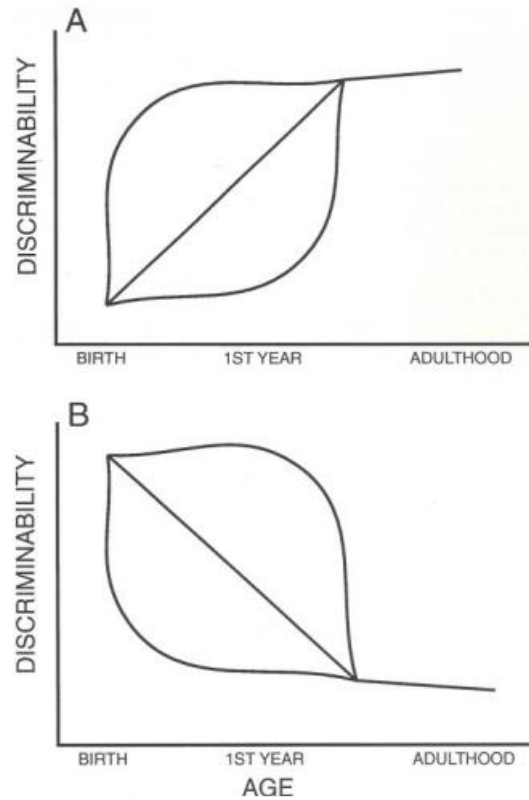 A
DISCRIMINABILITY
BIRTH 1ST YEAR ADULTHOOD
B
DISCRIMINABILITY
BIRTH 1ST YEAR ADULTHOOD
AGE